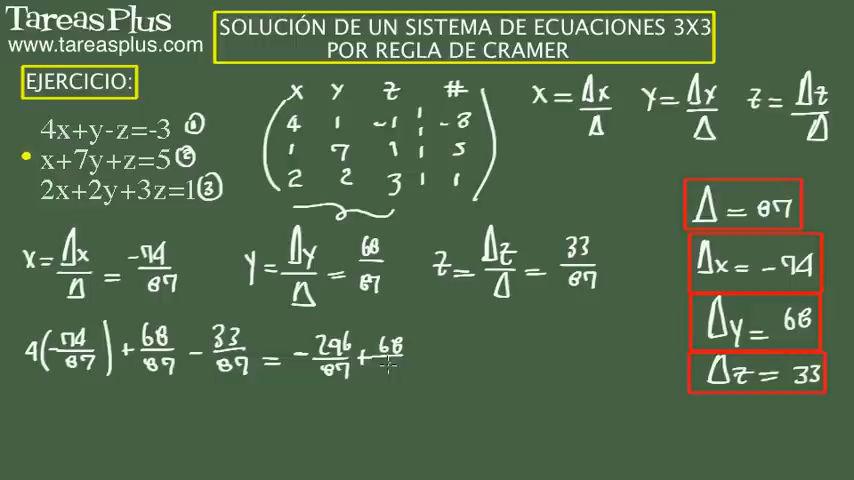 TareasPlus
www.tareasplus.com
SOLUCIÓN DE UN SISTEMA DE ECUACIONES 3X3
POR REGLA DE CRAMER
EJERCICIO:
4x+y-z=-3 ①
• x+7y+z=5 ②
2x+2y+3z=1 ③
x y z #
4 1 -1 -8
1 7 1 5
2 2 3 1
x = Δx/Δ y = Δy/Δ z = Δz/Δ
Δ = 87
Δx = -74
Δy = 68
Δz = 33
x = Δx/Δ = -74/87 y = Δy/Δ = 68/87 z = Δz/Δ = 33/87
4(-74/87) + 68/87 - 33/87 = -296/87 + 68